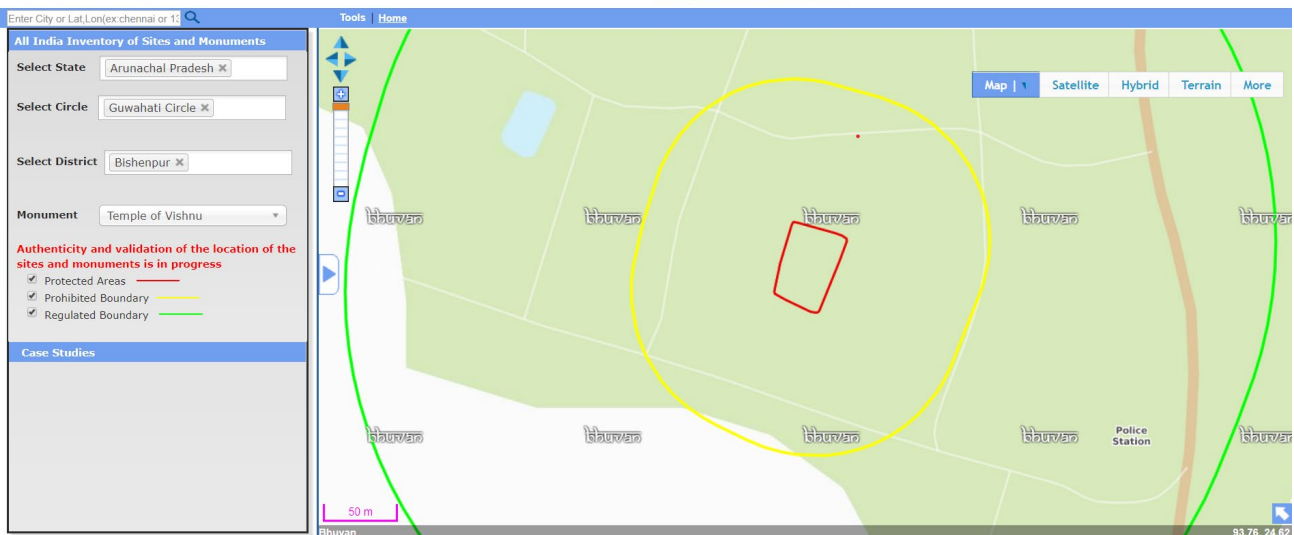 Enter City or Lat,Lon(ex:chennai or 13
Tools | Home
All India Inventory of Sites and Monuments
Select State Arunachal Pradesh ×
Select Circle Guwahati Circle ×
Select District Bishenpur ×
Monument Temple of Vishnu
Authenticity and validation of the location of the
sites and monuments is in progress
Protected Areas
Prohibited Boundary
Regulated Boundary
Case Studies
Map | Satellite Hybrid Terrain More
bhuvan bhuvan bhuvan bhuvan bhuvan
bhuvan bhuvan bhuvan bhuvan bhuvan
Police
Station
50 m
Bhuvan
93.76, 24.62